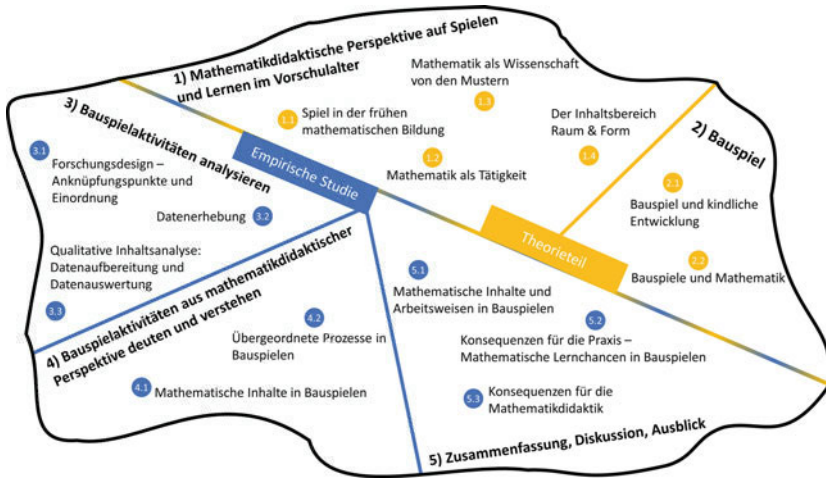 1) Mathematikdidaktische Perspektive auf Spielen
und Lernen im Vorschulalter
1.1
Spiel in der frühen
mathematischen Bildung
1.2
Mathematik als Tätigkeit
Mathematik als Wissenschaft
von den Mustern
1.3
Der Inhaltsbereich
Raum & Form
1.4
2) Bauspiel
2.1
Bauspiel und kindliche
Entwicklung
2.2
Bauspiele und Mathematik
Theorieteil
Empirische Studie
3) Bauspielaktivitäten analysieren
3.1
Forschungsdesign –
Anknüpfungspunkte und
Einordnung
Datenerhebung
3.2
Qualitative Inhaltsanalyse:
Datenaufbereitung und
Datenauswertung
3.3
4) Bauspielaktivitäten aus mathematikdidaktischer
Perspektive deuten und verstehen
4.2
Übergeordnete Prozesse in
Bauspielen
4.1
Mathematische Inhalte in Bauspielen
5.1
Mathematische Inhalte und
Arbeitsweisen in Bauspielen
5.2
Konsequenzen für die Praxis –
Mathematische Lernchancen in Bauspielen
5.3
Konsequenzen für die
Mathematikdidaktik
5) Zusammenfassung, Diskussion, Ausblick